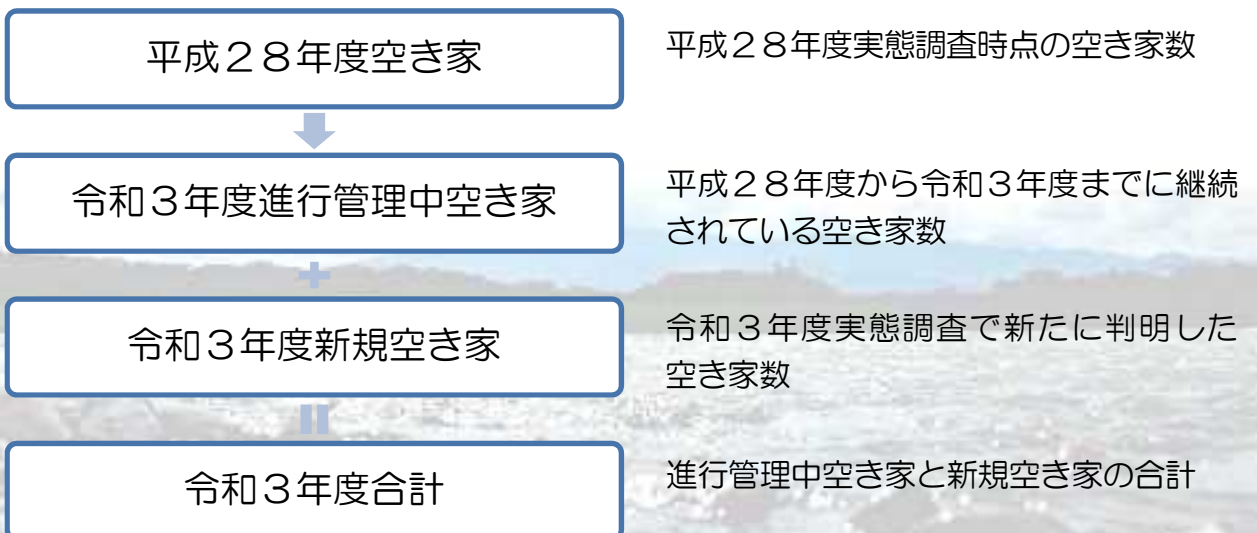 平成２８年度空き家
平成２８年度実態調査時点の空き家数
令和３年度進行管理中空き家
平成２８年度から令和３年度までに継続
されている空き家数
令和３年度新規空き家
令和３年度実態調査で新たに判明した
空き家数
令和３年度合計
進行管理中空き家と新規空き家の合計